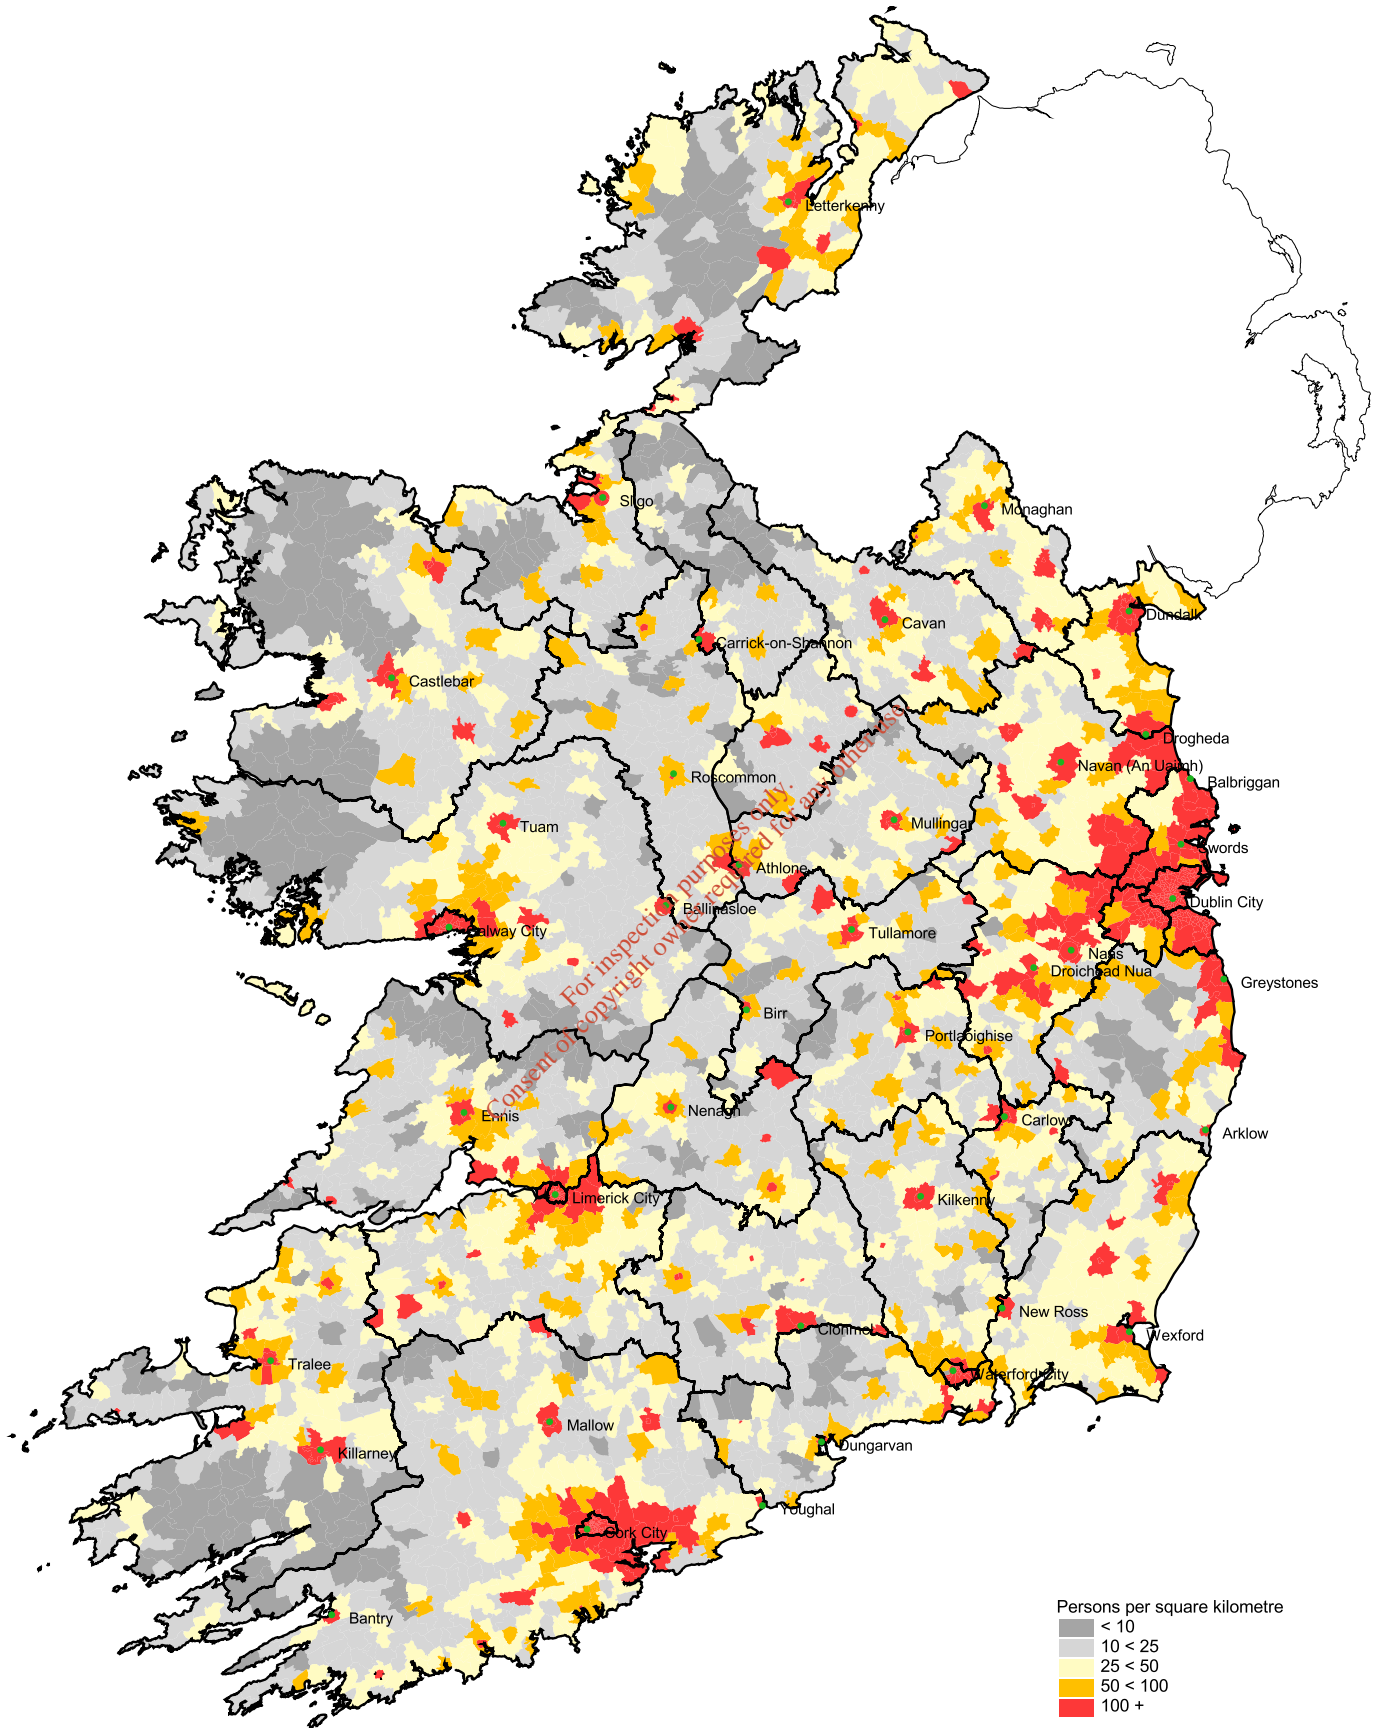 Letterkenny
Sligo
Monaghan
Dundalk
Cavan
Carrick-on-Shannon
Castlebar
Drogheda
Navan (An Uaimh)
Balbriggan
Roscommon
Tuam
Mullingar
Swords
Athlone
Dublin City
Ballinasloe
Galway City
Tullamore
Naas
Droichead Nua
Greystones
Birr
Portlaoighise
Nenagh
Ennis
Carlow
Arklow
Limerick City
Kilkenny
New Ross
Clonmel
Wexford
Tralee
Waterford City
Mallow
Dungarvan
Killarney
Youghal
Cork City
Bantry
For inspection purposes only.
Consent of copyright owner required for any other use.
Persons per square kilometre
< 10
10 < 25
25 < 50
50 < 100
100 +